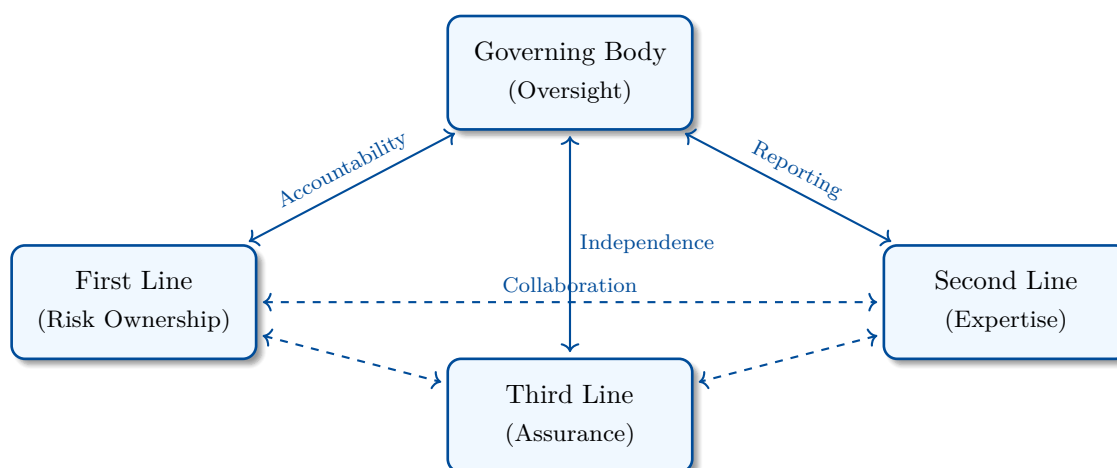 Governing Body
(Oversight)
Accountability
Reporting
Independence
First Line
(Risk Ownership)
Collaboration
Second Line
(Expertise)
Third Line
(Assurance)